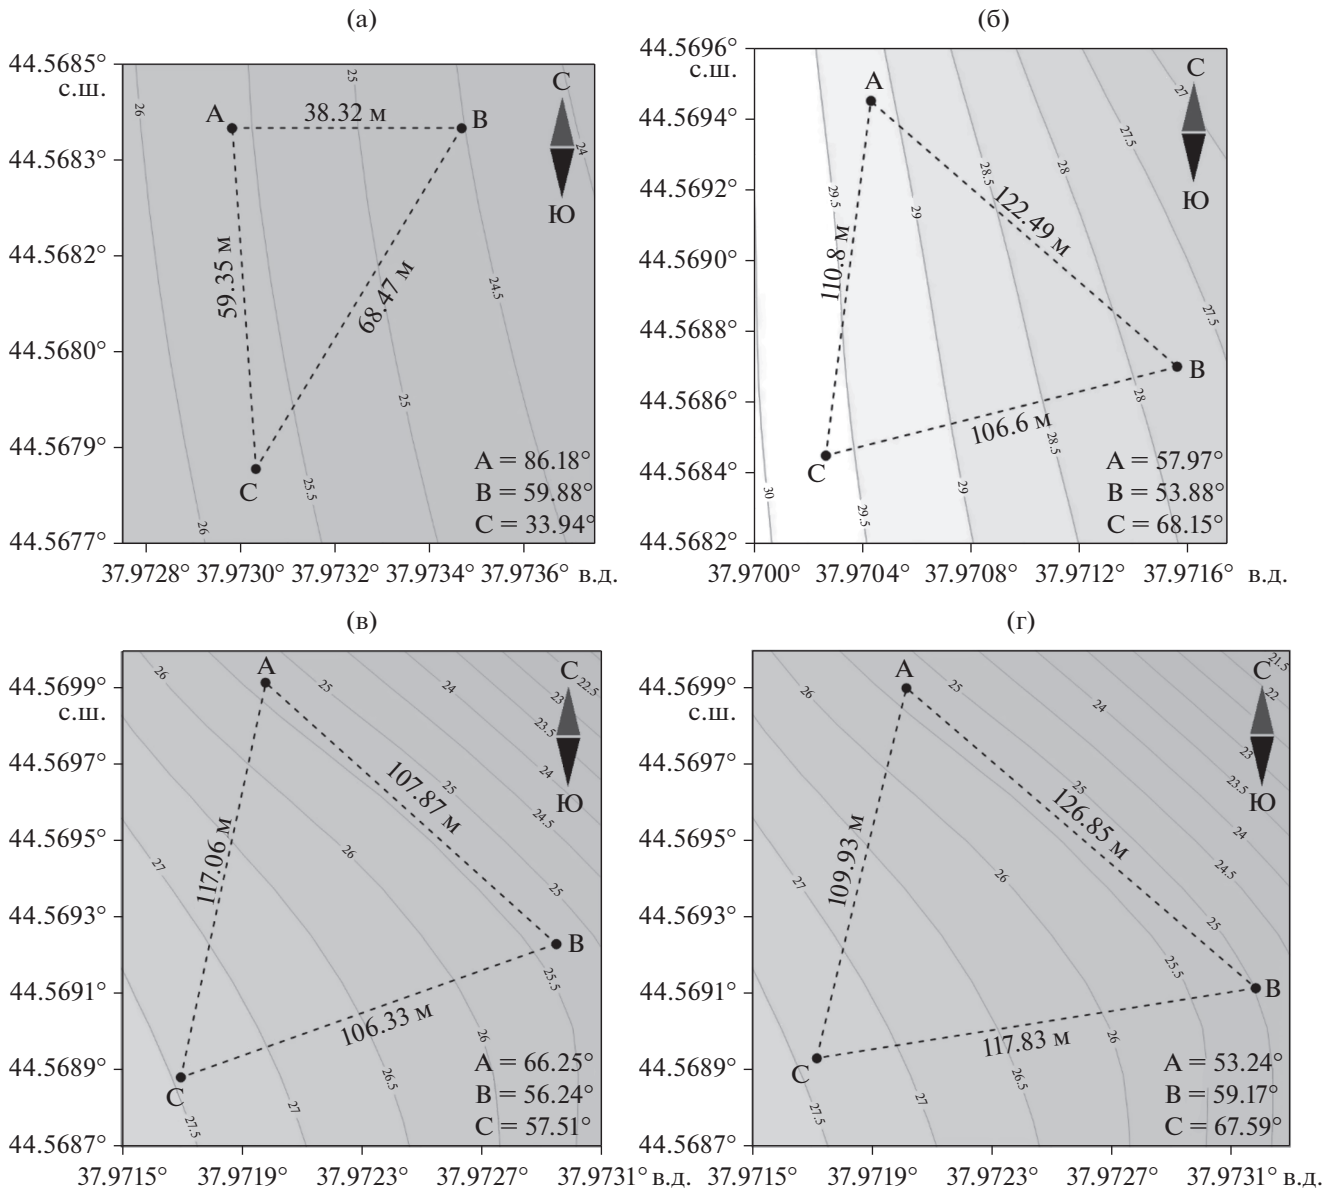 (а)
44.5685°
с.ш.
44.5683°
44.5682°
44.5680°
44.5679°
44.5677°
37.9728° 37.9730° 37.9732° 37.9734° 37.9736° в.д.
A
B
C
38.32 м
59.35 м
68.47 м
С
Ю
26
25
24
24.5
25
25.5
26
A = 86.18°
B = 59.88°
C = 33.94°
(б)
44.5696°
с.ш.
44.5694°
44.5692°
44.5690°
44.5688°
44.5686°
44.5684°
44.5682°
37.9700° 37.9704° 37.9708° 37.9712° 37.9716° в.д.
A
B
C
110.8 м
122.49 м
106.6 м
С
Ю
27
27.5
28
28.5
29.5
29
27.5
28
28.5
29
29.5
30
A = 57.97°
B = 53.88°
C = 68.15°
(в)
44.5699°
с.ш.
44.5697°
44.5695°
44.5693°
44.5691°
44.5689°
44.5687°
37.9715° 37.9719° 37.9723° 37.9727° 37.9731° в.д.
A
B
C
117.06 м
107.87 м
106.33 м
С
Ю
26
25
24
23
22.5
23.5
24
24.5
25
26
27
25
25.5
26
26.5
27
27.5
A = 66.25°
B = 56.24°
C = 57.51°
(г)
44.5699°
с.ш.
44.5697°
44.5695°
44.5693°
44.5691°
44.5689°
44.5687°
37.9715° 37.9719° 37.9723° 37.9727° 37.9731° в.д.
A
B
C
109.93 м
126.85 м
117.83 м
С
Ю
21.5
22
26
25
24
23
23.5
25
24
24.5
26
27
25
25.5
26
26.5
27
27.5
A = 53.24°
B = 59.17°
C = 67.59°